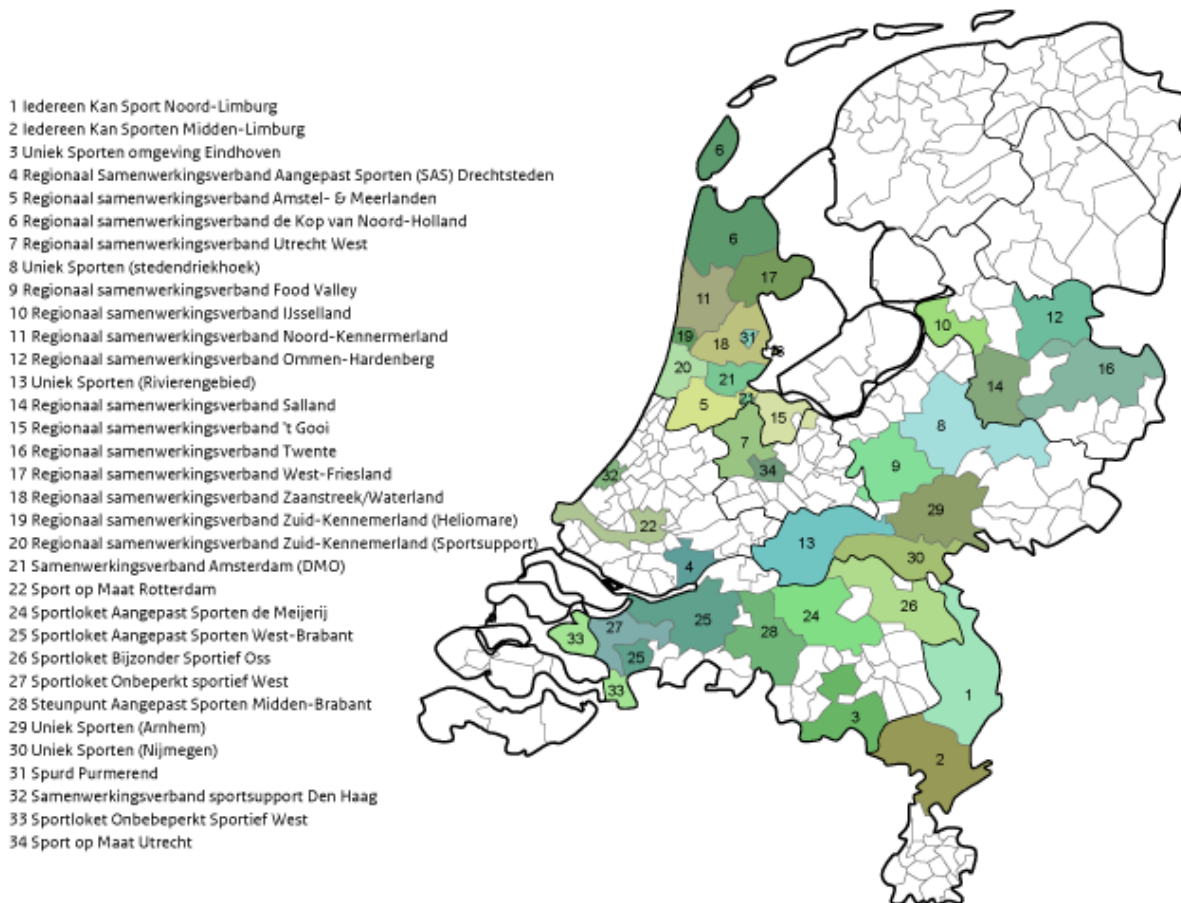 1 Iedereen Kan Sport Noord-Limburg
2 Iedereen Kan Sporten Midden-Limburg
3 Uniek Sporten omgeving Eindhoven
4 Regionaal Samenwerkingsverband Aangepast Sporten (SAS) Drechtsteden
5 Regionaal samenwerkingsverband Amstel- & Meerlanden
6 Regionaal samenwerkingsverband de Kop van Noord-Holland
7 Regionaal samenwerkingsverband Utrecht West
8 Uniek Sporten (stedendriehoek)
9 Regionaal samenwerkingsverband Food Valley
10 Regionaal samenwerkingsverband IJsselland
11 Regionaal samenwerkingsverband Noord-Kennermerland
12 Regionaal samenwerkingsverband Ommen-Hardenberg
13 Uniek Sporten (Rivierengebied)
14 Regionaal samenwerkingsverband Salland
15 Regionaal samenwerkingsverband 't Gooi
16 Regionaal samenwerkingsverband Twente
17 Regionaal samenwerkingsverband West-Friesland
18 Regionaal samenwerkingsverband Zaanstreek/Waterland
19 Regionaal samenwerkingsverband Zuid-Kennemerland (Heliomare)
20 Regionaal samenwerkingsverband Zuid-Kennemerland (Sportsupport)
21 Samenwerkingsverband Amsterdam (DMO)
22 Sport op Maat Rotterdam
24 Sportloket Aangepast Sporten de Meijerij
25 Sportloket Aangepast Sporten West-Brabant
26 Sportloket Bijzonder Sportief Oss
27 Sportloket Onbeperkt sportief West
28 Steunpunt Aangepast Sporten Midden-Brabant
29 Uniek Sporten (Arnhem)
30 Uniek Sporten (Nijmegen)
31 Spurd Purmerend
32 Samenwerkingsverband sportsupport Den Haag
33 Sportloket Onbebeperkt Sportief West
34 Sport op Maat Utrecht
6
6
17
11
10
12
19
18
31
20
21
14
16
5
21
15
8
7
9
32
34
29
22
13
30
4
24
26
27
25
28
33
25
33
1
3
2